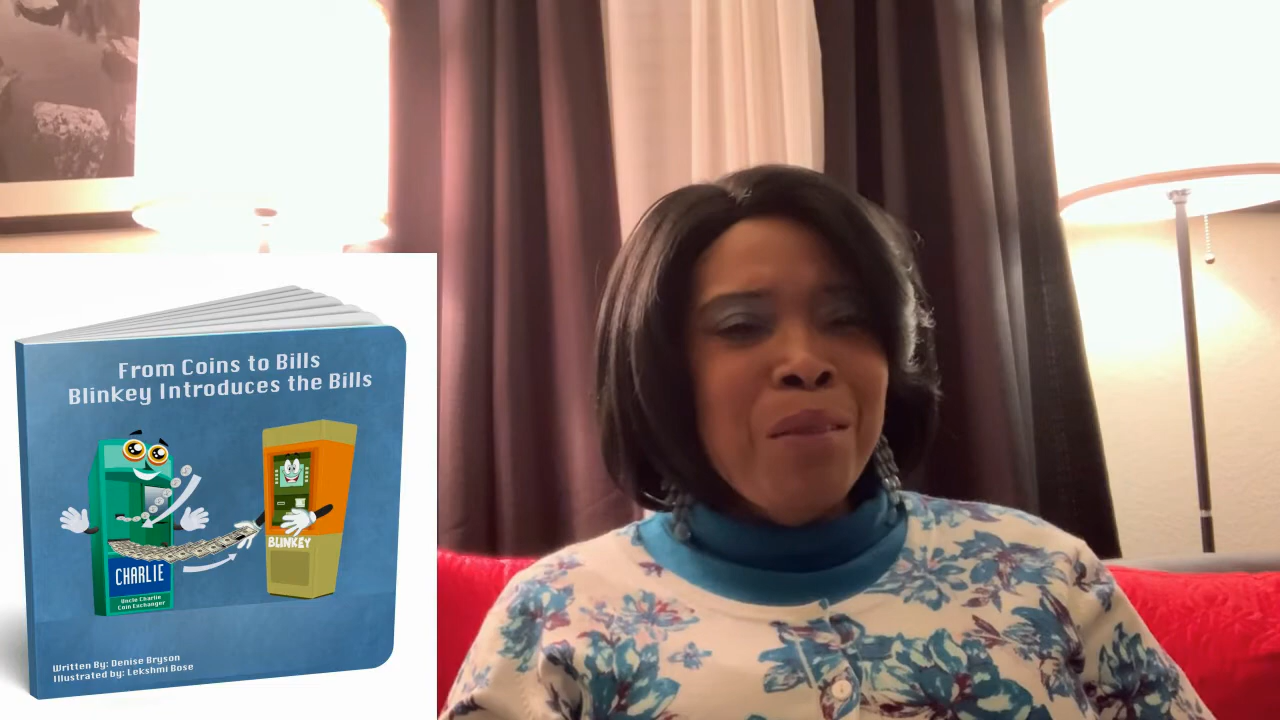 From Coins to Bills
Blinkey Introduces the Bills
CHARLIE
Uncle Charlie
Coin Exchanger
BLINKEY
Written By: Denise Bryson
Illustrated by: Lekshmi Bose